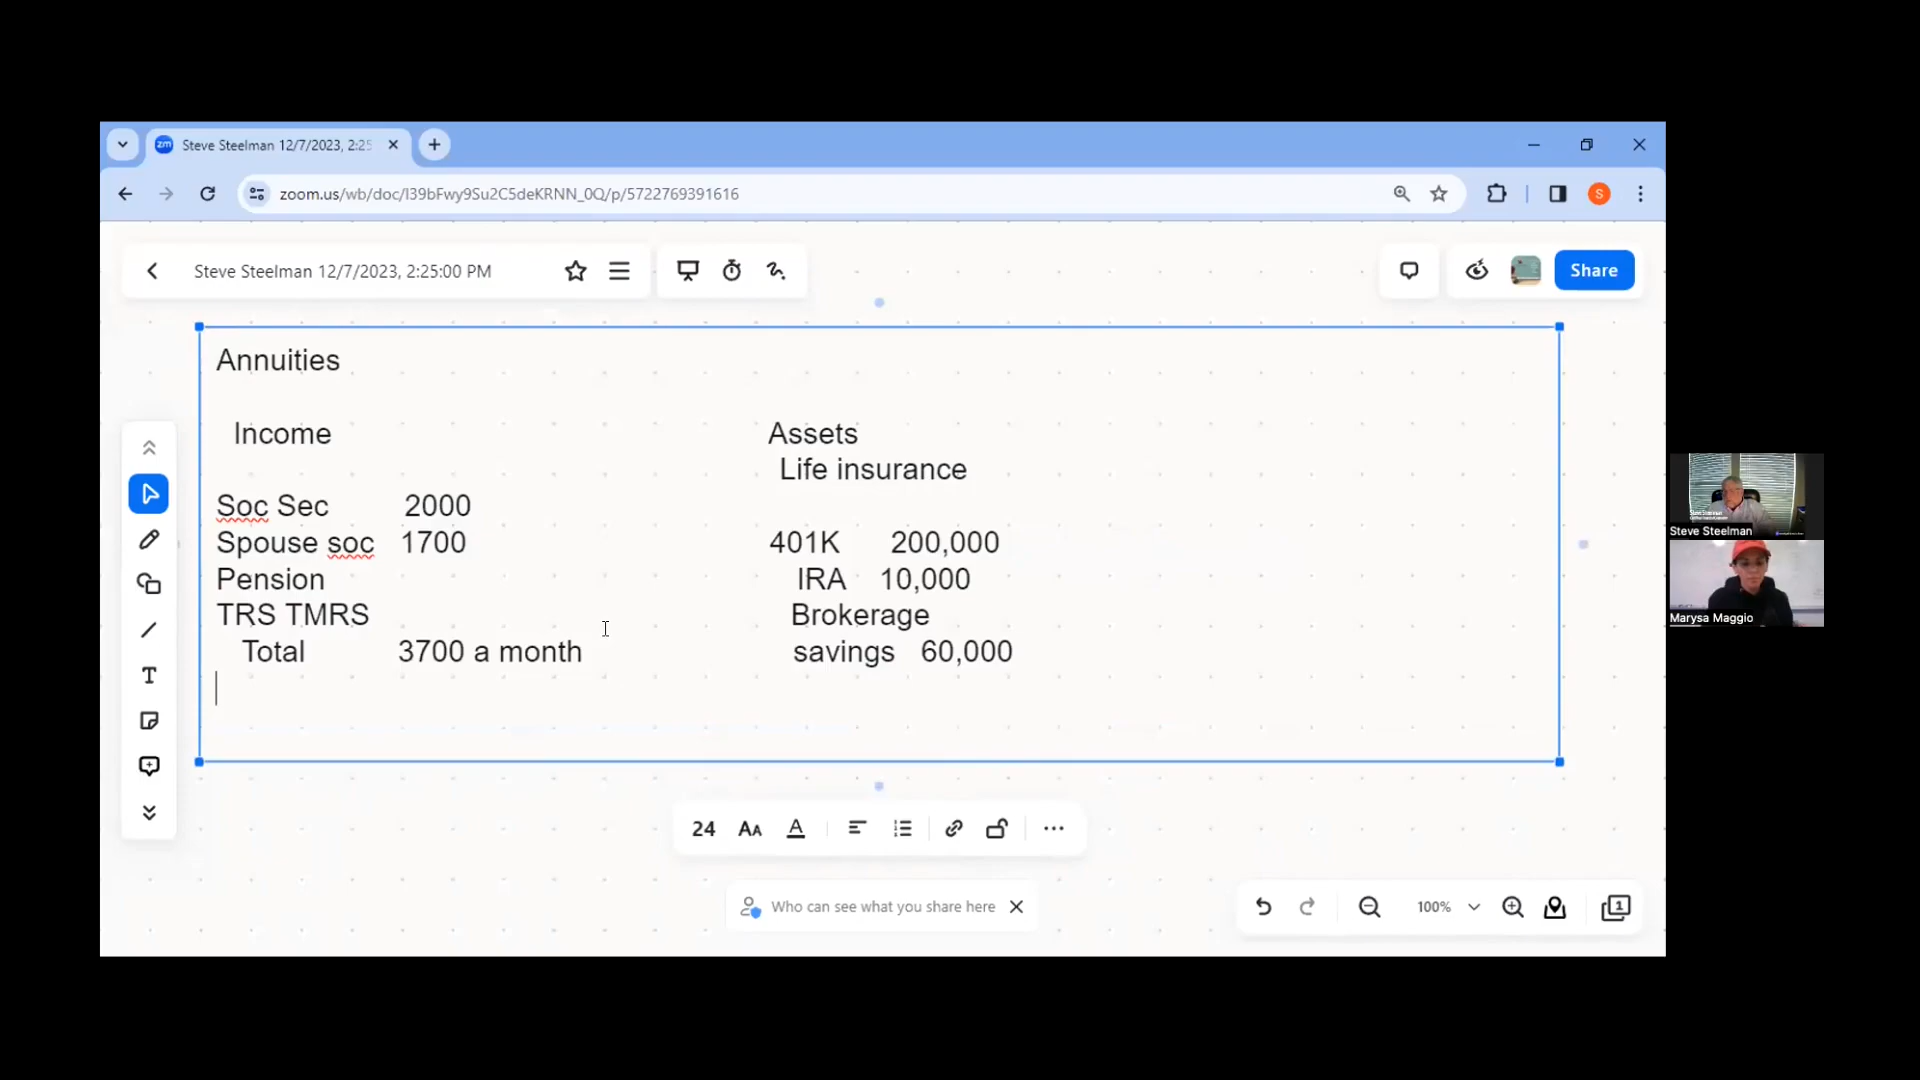 Steve Steelman 12/7/2023, 2:25
zoom.us/wb/doc/l39bFwy9Su2C5deKRNN_0Q/p/5722769391616
S
Steve Steelman 12/7/2023, 2:25:00 PM
Share
Annuities
Income Assets
Life insurance
Soc Sec 2000
Spouse soc 1700 401K 200,000
Pension IRA 10,000
TRS TMRS Brokerage
Total 3700 a month savings 60,000
24
Who can see what you share here
100%
1
Steve Steelman
Marysa Maggio